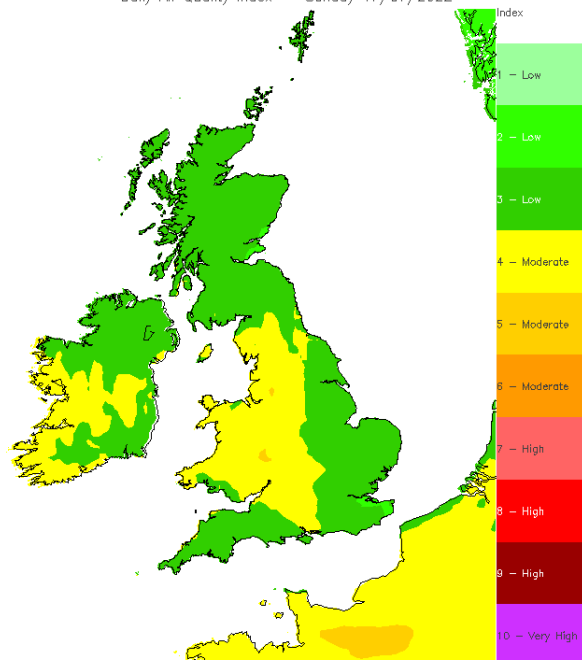 Index
1 - Low
2 - Low
3 - Low
4 - Moderate
5 - Moderate
6 - Moderate
7 - High
8 - High
9 - High
10 - Very High